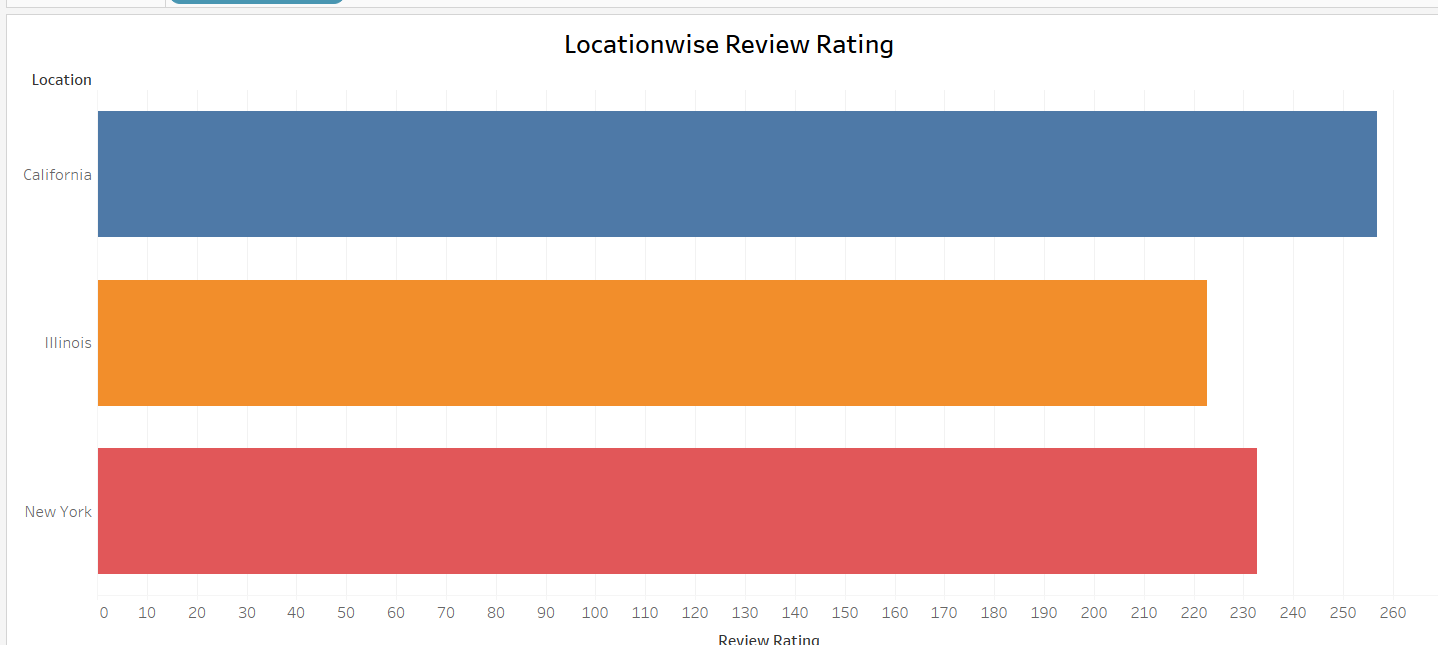 Locationwise Review Rating
Location
California
Illinois
New York
0 10 20 30 40 50 60 70 80 90 100 110 120 130 140 150 160 170 180 190 200 210 220 230 240 250 260
Review Rating